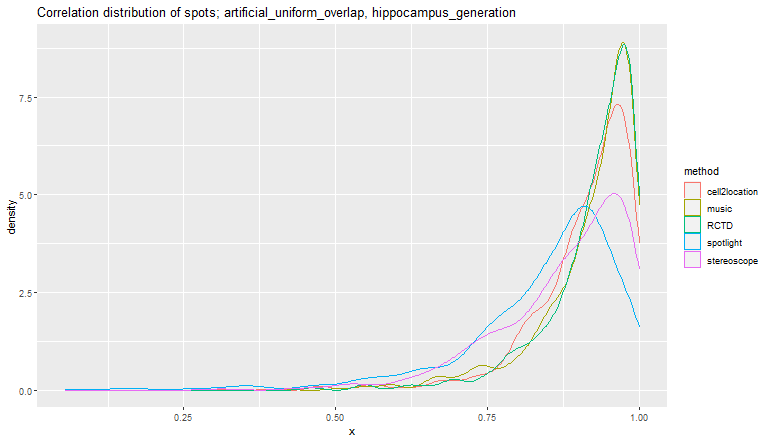 Correlation distribution of spots; artificial_uniform_overlap, hippocampus_generation
density
7.5
5.0
2.5
0.0
0.25
0.50
0.75
1.00
x
method
cell2location
music
RCTD
spotlight
stereoscope